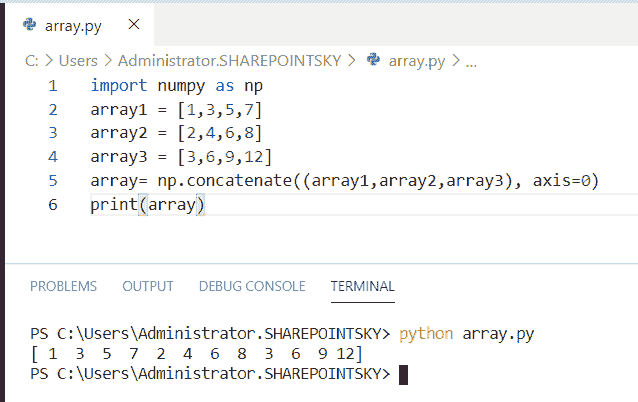 array.py ×
C: > Users > Administrator.SHAREPOINTSKY > array.py > ...
1 import numpy as np
2 array1 = [1,3,5,7]
3 array2 = [2,4,6,8]
4 array3 = [3,6,9,12]
5 array= np.concatenate((array1,array2,array3), axis=0)
6 print(array)
PROBLEMS OUTPUT DEBUG CONSOLE TERMINAL
PS C:\Users\Administrator.SHAREPOINTSKY> python array.py
[ 1  3  5  7  2  4  6  8  3  6  9 12]
PS C:\Users\Administrator.SHAREPOINTSKY>